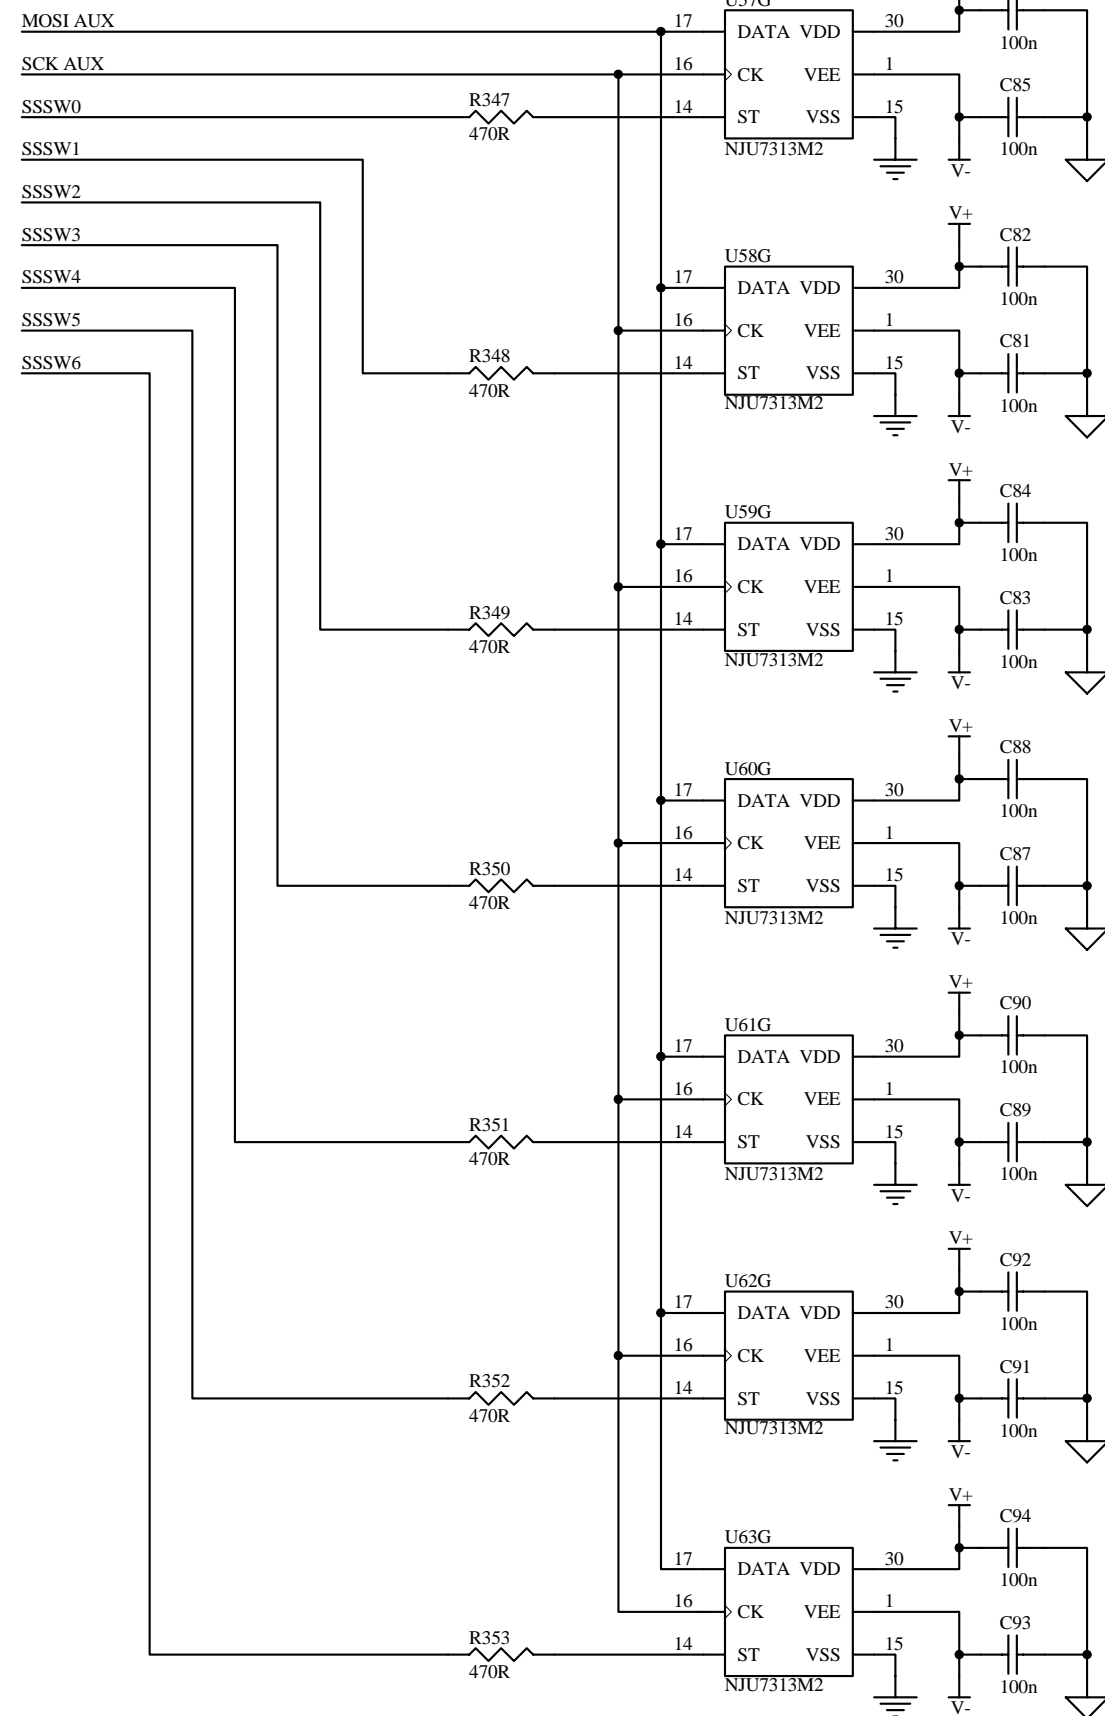 MOSI AUX
SCK AUX
SSSW0
SSSW1
SSSW2
SSSW3
SSSW4
SSSW5
SSSW6
U57G
17 DATA VDD 30
16 CK VEE 1
14 ST VSS 15
NJU7313M2
R347
470R
100n
C85
100n
V-
V+
U58G
17 DATA VDD 30
16 CK VEE 1
14 ST VSS 15
NJU7313M2
R348
470R
C82
100n
C81
100n
V-
V+
U59G
17 DATA VDD 30
16 CK VEE 1
14 ST VSS 15
NJU7313M2
R349
470R
C84
100n
C83
100n
V-
V+
U60G
17 DATA VDD 30
16 CK VEE 1
14 ST VSS 15
NJU7313M2
R350
470R
C88
100n
C87
100n
V-
V+
U61G
17 DATA VDD 30
16 CK VEE 1
14 ST VSS 15
NJU7313M2
R351
470R
C90
100n
C89
100n
V-
V+
U62G
17 DATA VDD 30
16 CK VEE 1
14 ST VSS 15
NJU7313M2
R352
470R
C92
100n
C91
100n
V-
V+
U63G
17 DATA VDD 30
16 CK VEE 1
14 ST VSS 15
NJU7313M2
R353
470R
C94
100n
C93
100n
V-